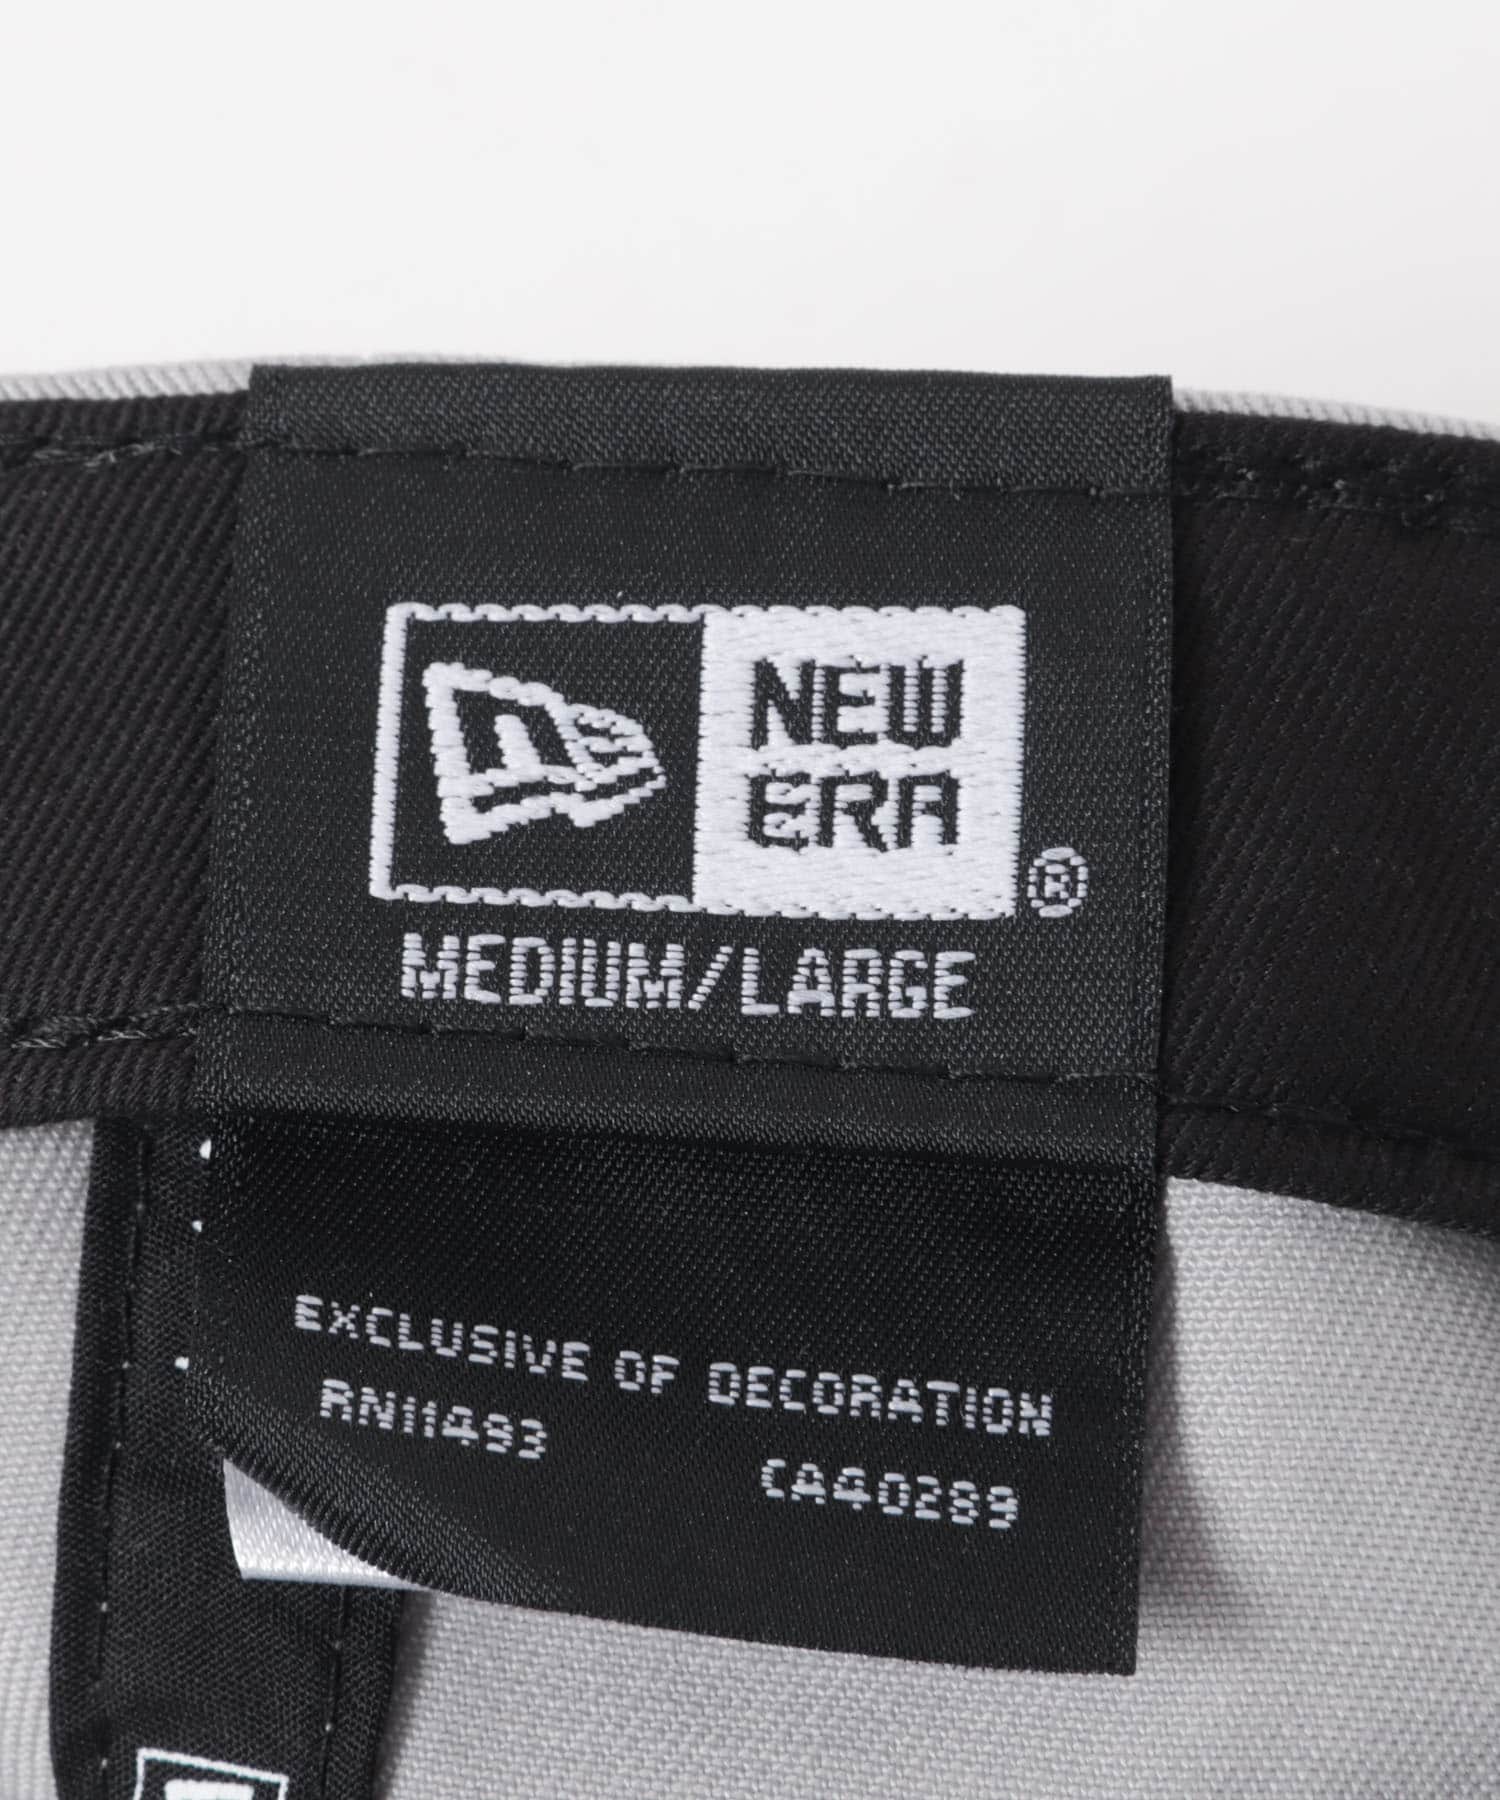 NEW
ERA
®
MEDIUM/LARGE
EXCLUSIVE OF DECORATION
RN11493
CA40289